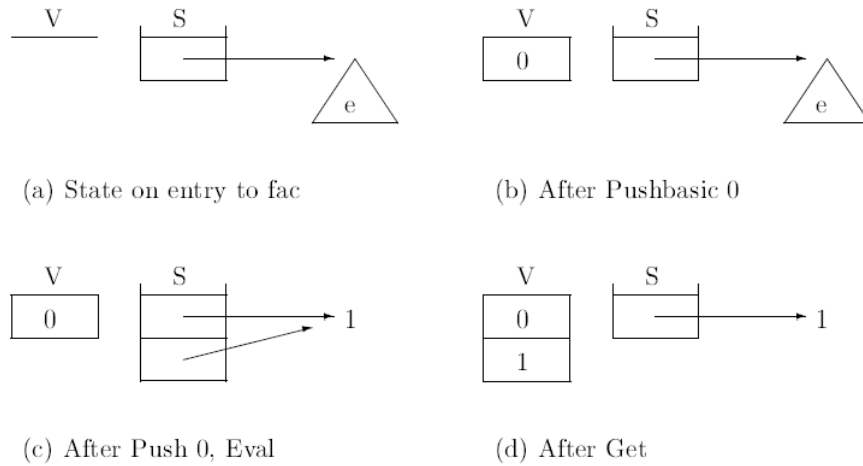 V S V S
0
e e
(a) State on entry to fac (b) After Pushbasic 0
V S V S
0 1 0 1
1
(c) After Push 0, Eval (d) After Get